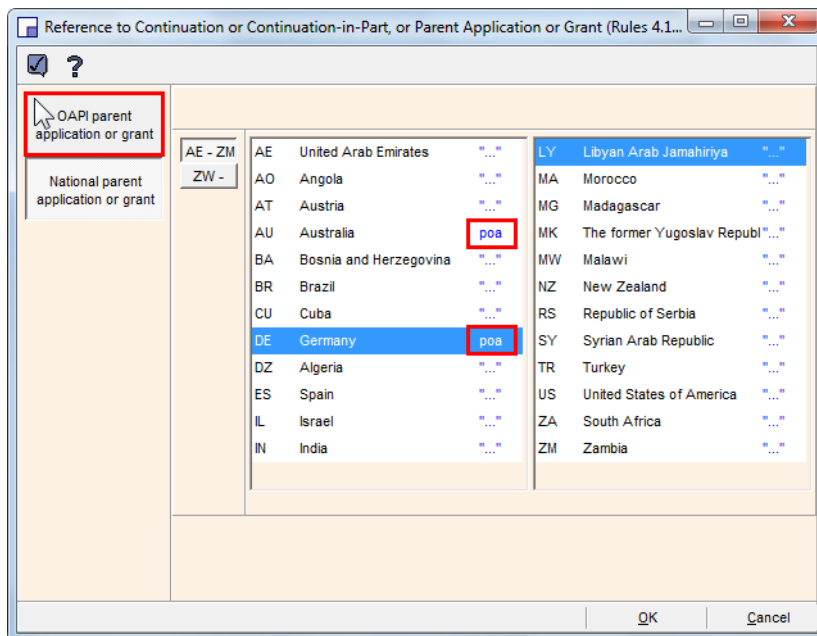 Reference to Continuation or Continuation-in-Part, or Parent Application or Grant (Rules 4.1...
?
OAPI parent
application or grant
National parent
application or grant
AE - ZM
ZW -
AE United Arab Emirates "..."
AO Angola "..."
AT Austria "..."
AU Australia poa
BA Bosnia and Herzegovina "..."
BR Brazil "..."
CU Cuba "..."
DE Germany poa
DZ Algeria "..."
ES Spain "..."
IL Israel "..."
IN India "..."
LY Libyan Arab Jamahiriya "..."
MA Morocco "..."
MG Madagascar "..."
MK The former Yugoslav Republ "..."
MW Malawi "..."
NZ New Zealand "..."
RS Republic of Serbia "..."
SY Syrian Arab Republic "..."
TR Turkey "..."
US United States of America "..."
ZA South Africa "..."
ZM Zambia "..."
OK
Cancel